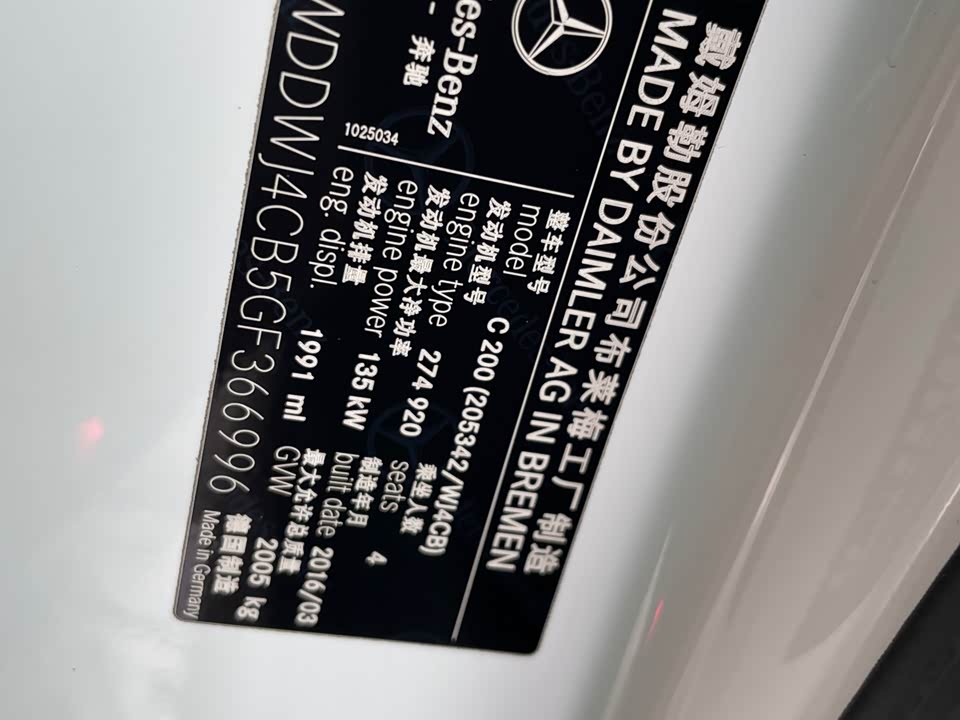 戴姆勒股份公司布莱梅工厂制造
MADE BY DAIMLER AG IN BREMEN
es-Benz
- 奔驰
1025034
整车型号
model C 200 (205342/WJ4CB)
发动机型号
engine type 274 920
乘坐人数
seats 4
发动机最大净功率
engine power 135 kW
制造年月
built date 2016/03
发动机排量
eng. displ. 1991 ml
最大允许总质量
GVW 2005 kg
WDDWJ4CB5GF366996
德国制造
Made in Germany